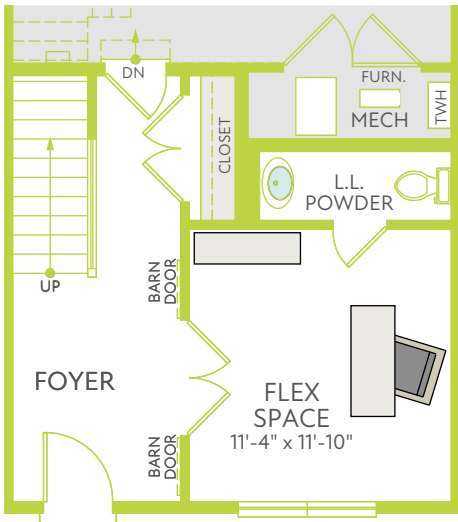 DN
FURN.
MECH
TWH
CLOSET
L.L.
POWDER
UP
BARN
DOOR
FOYER
FLEX
SPACE
11'-4" x 11'-10"
BARN
DOOR